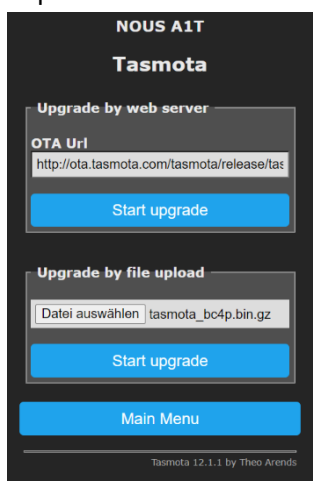 NOUS A1T
Tasmota
Upgrade by web server
OTA Url
http://ota.tasmota.com/tasmota/release/tas
Start upgrade
Upgrade by file upload
Datei auswählen tasmota_bc4p.bin.gz
Start upgrade
Main Menu
Tasmota 12.1.1 by Theo Arends